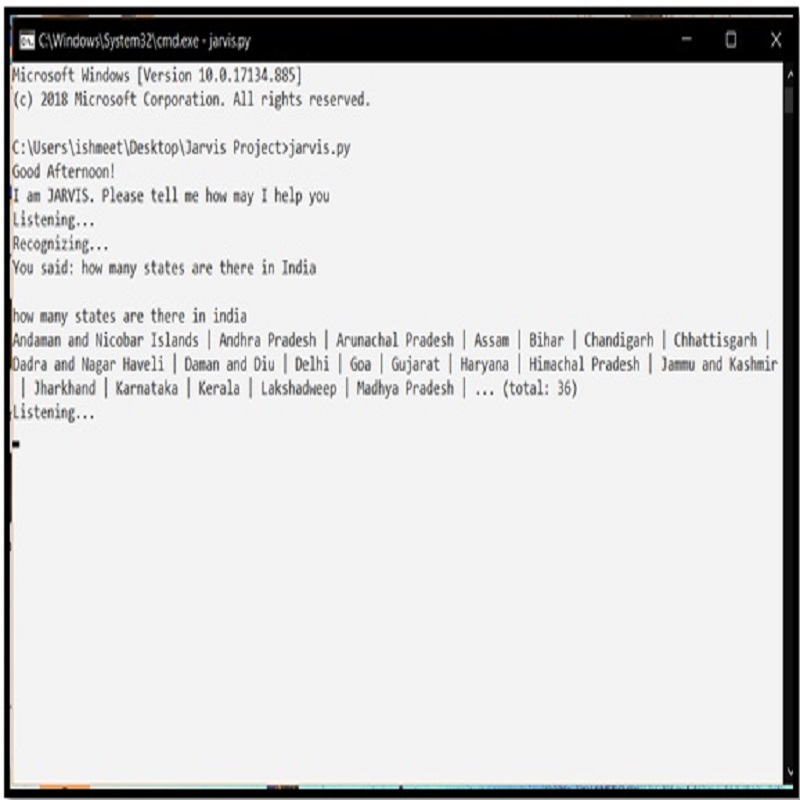 C:\Windows\System32\cmd.exe - jarvis.py
Microsoft Windows [Version 10.0.17134.885]
(c) 2018 Microsoft Corporation. All rights reserved.
C:\Users\ishmeet\Desktop\Jarvis Project>jarvis.py
Good Afternoon!
I am JARVIS. Please tell me how may I help you
Listening...
Recognizing...
You said: how many states are there in India
how many states are there in india
Andaman and Nicobar Islands | Andhra Pradesh | Arunachal Pradesh | Assam | Bihar | Chandigarh | Chhattisgarh |
Dadra and Nagar Haveli | Daman and Diu | Delhi | Goa | Gujarat | Haryana | Himachal Pradesh | Jammu and Kashmir
| Jharkhand | Karnataka | Kerala | Lakshadweep | Madhya Pradesh | ... (total: 36)
Listening...